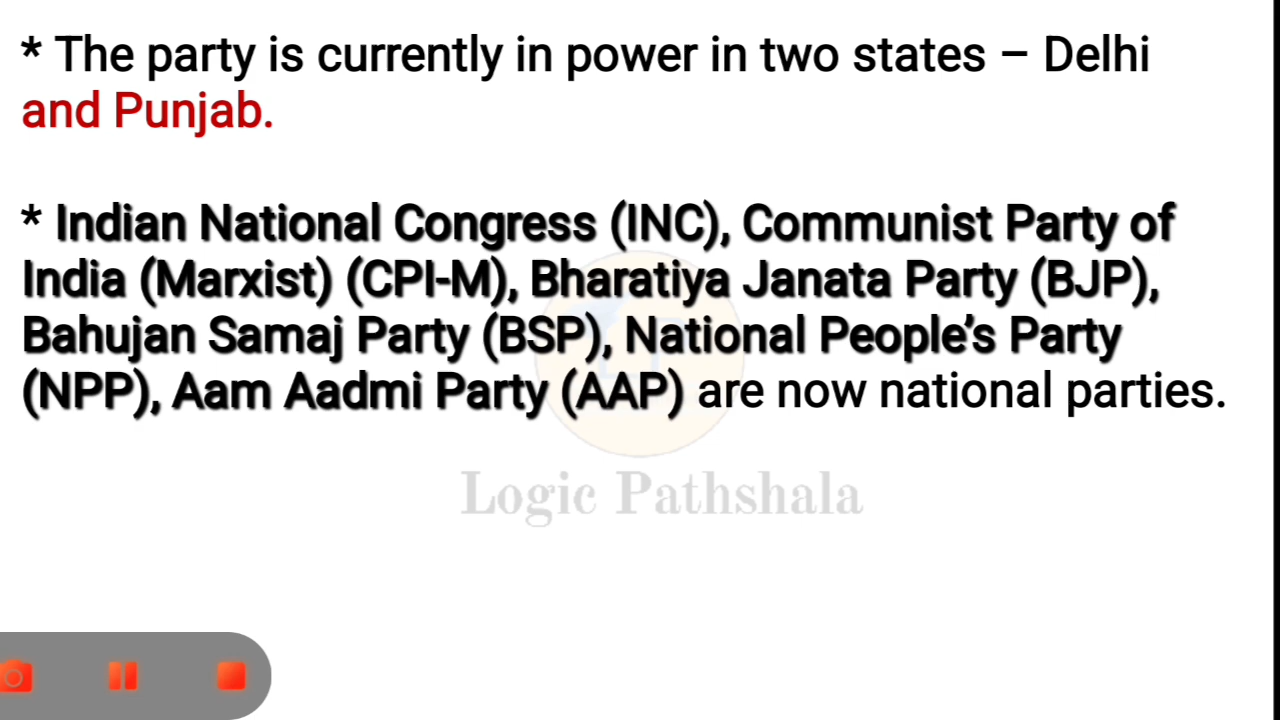 * The party is currently in power in two states – Delhi
and Punjab.
* Indian National Congress (INC), Communist Party of
India (Marxist) (CPI-M), Bharatiya Janata Party (BJP),
Bahujan Samaj Party (BSP), National People’s Party
(NPP), Aam Aadmi Party (AAP) are now national parties.
Logic Pathshala